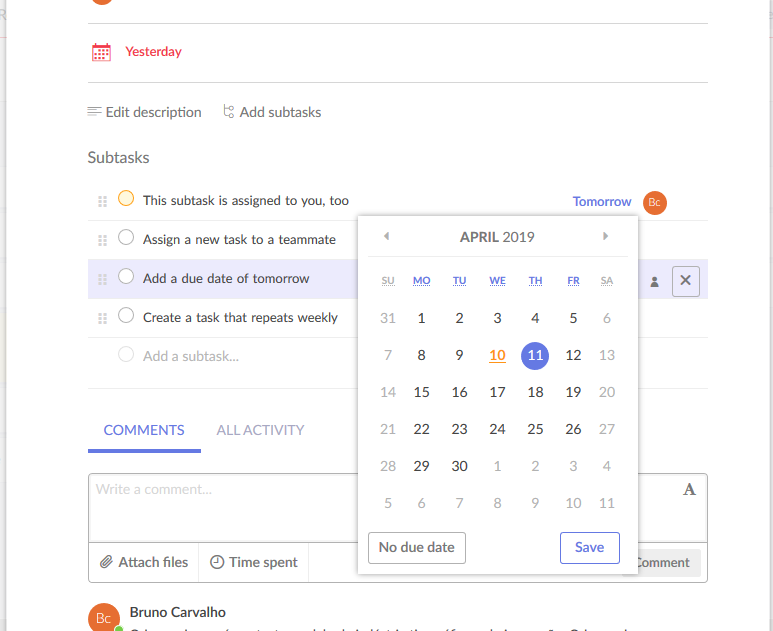 Yesterday
Edit description Add subtasks
Subtasks
This subtask is assigned to you, too Tomorrow Bc
Assign a new task to a teammate
Add a due date of tomorrow
Create a task that repeats weekly
Add a subtask...
APRIL 2019
SU MO TU WE TH FR SA
31 1 2 3 4 5 6
7 8 9 10 11 12 13
14 15 16 17 18 19 20
21 22 23 24 25 26 27
28 29 30 1 2 3 4
5 6 7 8 9 10 11
No due date Save
COMMENTS ALL ACTIVITY
Write a comment... A
Attach files Time spent Comment
Bc Bruno Carvalho